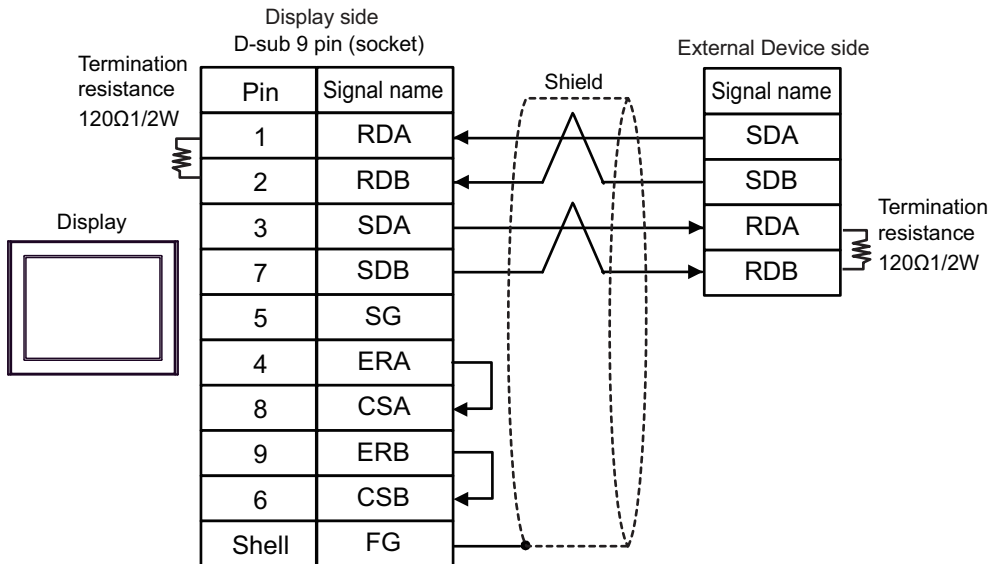 Display side
D-sub 9 pin (socket)
Termination
resistance
120Ω1/2W
Pin Signal name
1 RDA
2 RDB
3 SDA
7 SDB
5 SG
4 ERA
8 CSA
9 ERB
6 CSB
Shell FG
Display
Shield
External Device side
Signal name
SDA
SDB
RDA
RDB
Termination
resistance
120Ω1/2W